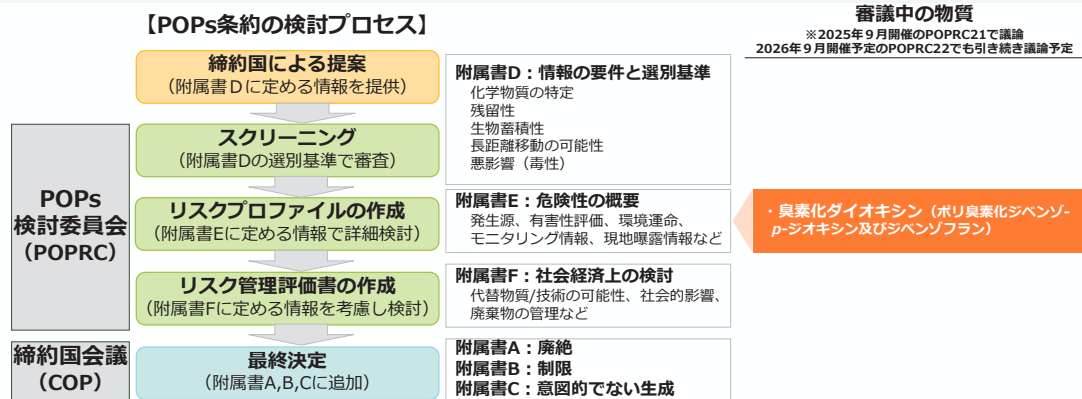 【POPs条約の検討プロセス】
審議中の物質
※2025年9月開催のPOPRC21で議論
2026年9月開催予定のPOPRC22でも引き続き議論予定
締約国による提案
（附属書Ｄに定める情報を提供）
附属書D：情報の要件と選別基準
化学物質の特定
残留性
生物蓄積性
長距離移動の可能性
悪影響（毒性）
POPs
検討委員会
（POPRC）
スクリーニング
（附属書Dの選別基準で審査）
リスクプロファイルの作成
（附属書Eに定める情報で詳細検討）
附属書E：危険性の概要
発生源、有害性評価、環境運命、
モニタリング情報、現地曝露情報など
・臭素化ダイオキシン（ポリ臭素化ジベンゾ-
p-ジオキシン及びジベンゾフラン）
リスク管理評価書の作成
（附属書Fに定める情報を考慮し検討）
附属書F：社会経済上の検討
代替物質/技術の可能性、社会的影響、
廃棄物の管理など
締約国会議
（COP）
最終決定
（附属書A,B,Cに追加）
附属書A：廃絶
附属書B：制限
附属書C：意図的でない生成